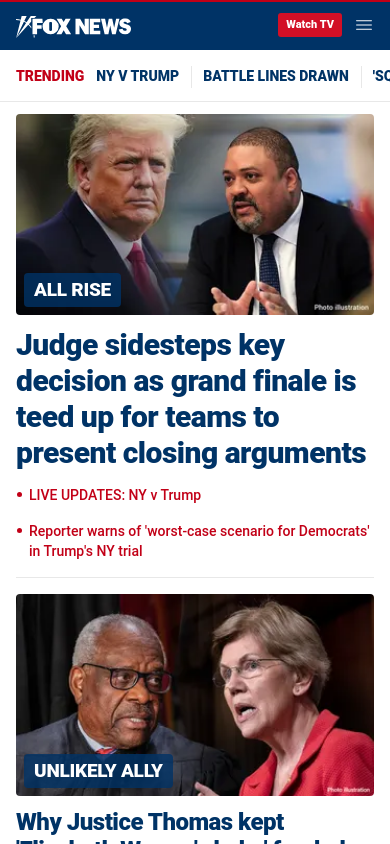 FOX NEWS
Watch TV
TRENDING NY V TRUMP BATTLE LINES DRAWN
ALL RISE
Photo illustration
Judge sidesteps key
decision as grand finale is
teed up for teams to
present closing arguments
• LIVE UPDATES: NY v Trump
• Reporter warns of 'worst-case scenario for Democrats'
in Trump's NY trial
UNLIKELY ALLY
Photo illustration
Why Justice Thomas kept